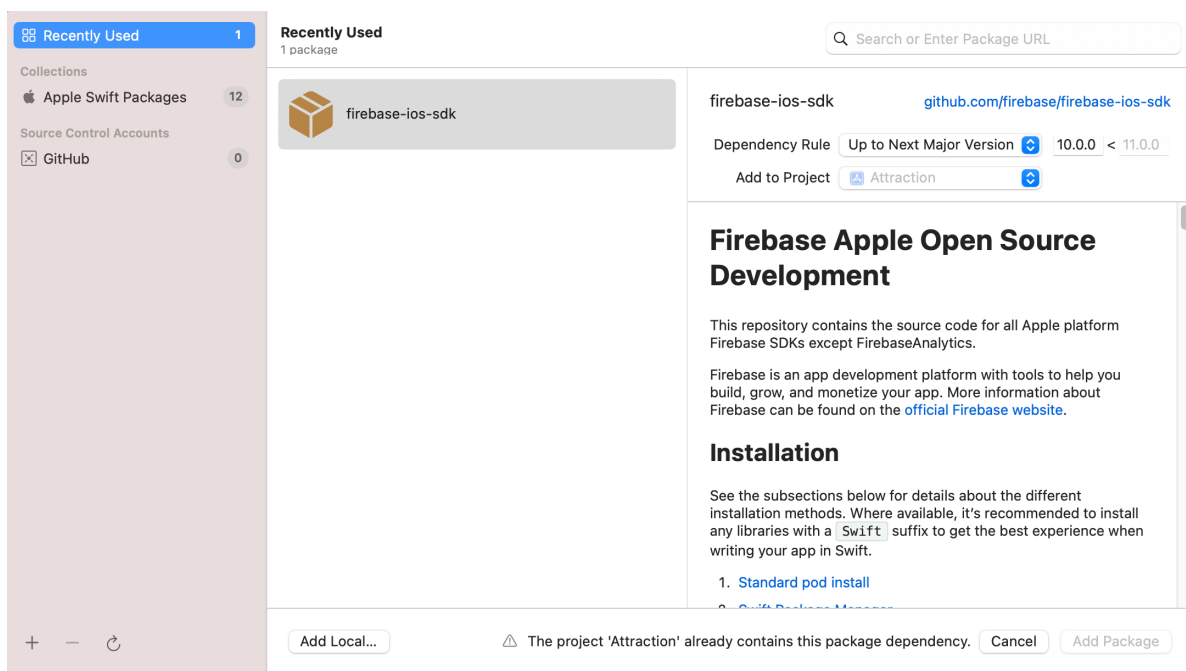 Recently Used 1
Collections
Apple Swift Packages 12
Source Control Accounts
GitHub 0
Recently Used
1 package
Search or Enter Package URL
firebase-ios-sdk
firebase-ios-sdk github.com/firebase/firebase-ios-sdk
Dependency Rule Up to Next Major Version 10.0.0 < 11.0.0
Add to Project Attraction
Firebase Apple Open Source
Development
This repository contains the source code for all Apple platform
Firebase SDKs except FirebaseAnalytics.
Firebase is an app development platform with tools to help you
build, grow, and monetize your app. More information about
Firebase can be found on the official Firebase website.
Installation
See the subsections below for details about the different
installation methods. Where available, it's recommended to install
any libraries with a Swift suffix to get the best experience when
writing your app in Swift.
1. Standard pod install
2. Swift Package Manager
Add Local... The project 'Attraction' already contains this package dependency. Cancel Add Package